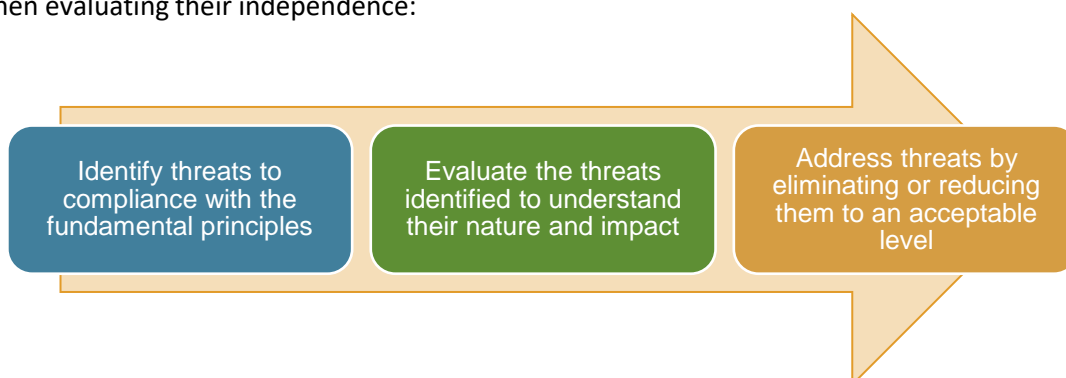 when evaluating their independence:
Identify threats to
compliance with the
fundamental principles
Evaluate the threats
identified to understand
their nature and impact
Address threats by
eliminating or reducing
them to an acceptable
level